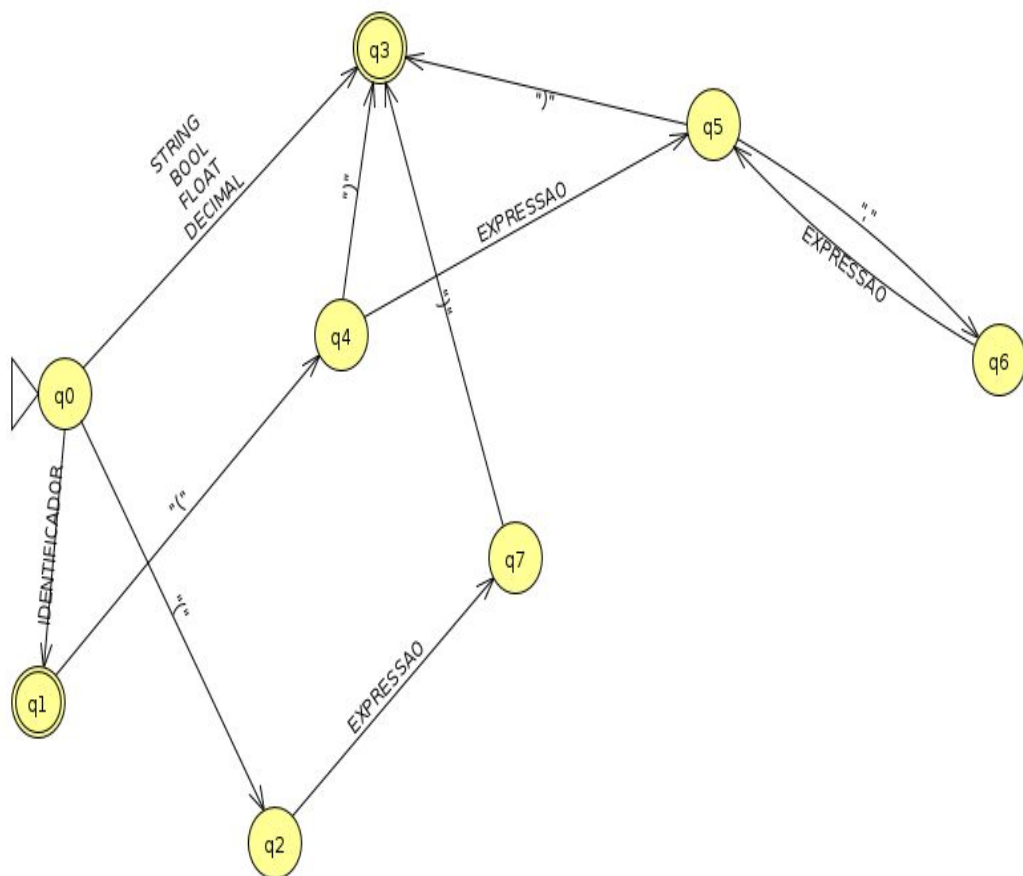 q3
")"
q5
STRING
BOOL
FLOAT
DECIMAL
")"
EXPRESSAO
","
EXPRESSAO
")"
q4
q6
q0
IDENTIFICADOR
"("
"("
q7
EXPRESSAO
q1
q2